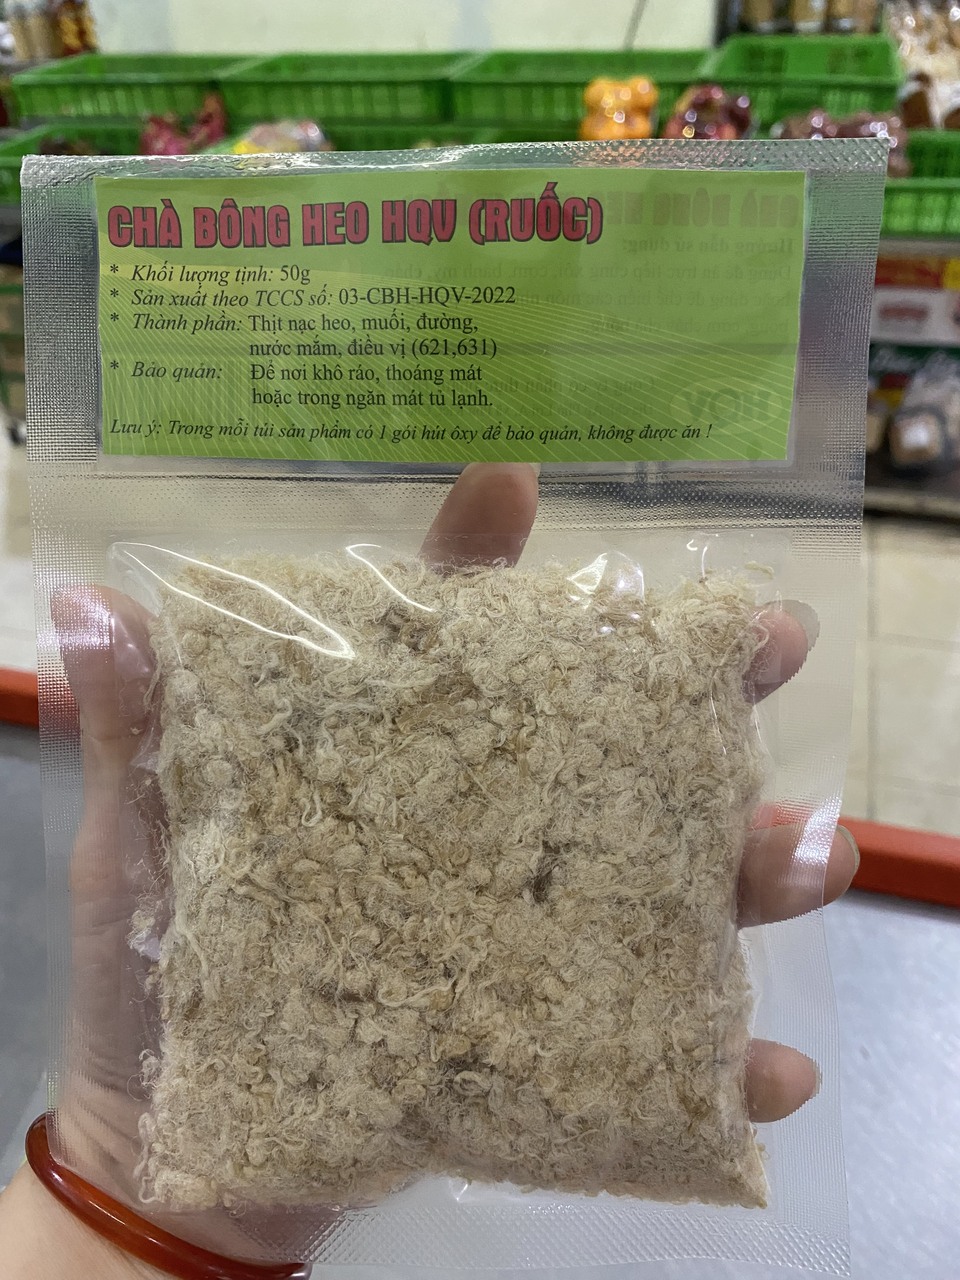 CHÀ BÔNG HEO HQV (RUỐC)
* Khối lượng tịnh: 50g
* Sản xuất theo TCCS số: 03-CBH-HQV-2022
* Thành phần: Thịt nạc heo, muối, đường,
nước mắm, điều vị (621,631)
* Bảo quản: Để nơi khô ráo, thoáng mát
hoặc trong ngăn mát tủ lạnh.
Lưu ý: Trong mỗi túi sản phẩm có 1 gói hút ôxy để bảo quản, không được ăn !